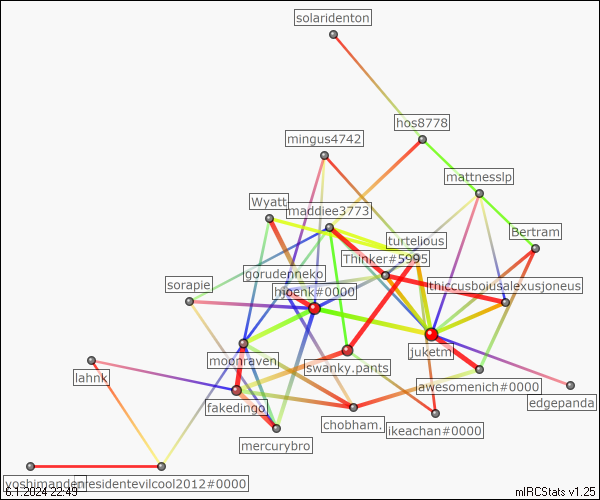 solaridenton
hos8778
mingus4742
mattnesslp
Wyatt
maddiee3773
Bertram
turtelious
Thinker#5995
gorudenneko
thiccusboiusalexusjoneus
sorapie
hjoenk#0000
juketm
moonraven
swanky.pants
lahnk
awesomenich#0000
edgepanda
fakedingo
chobham.
ikeachan#0000
mercurybro
yoshimanden
presidentevilcool2012#0000
6.1.2024 22:49
mIRCStats v1.25